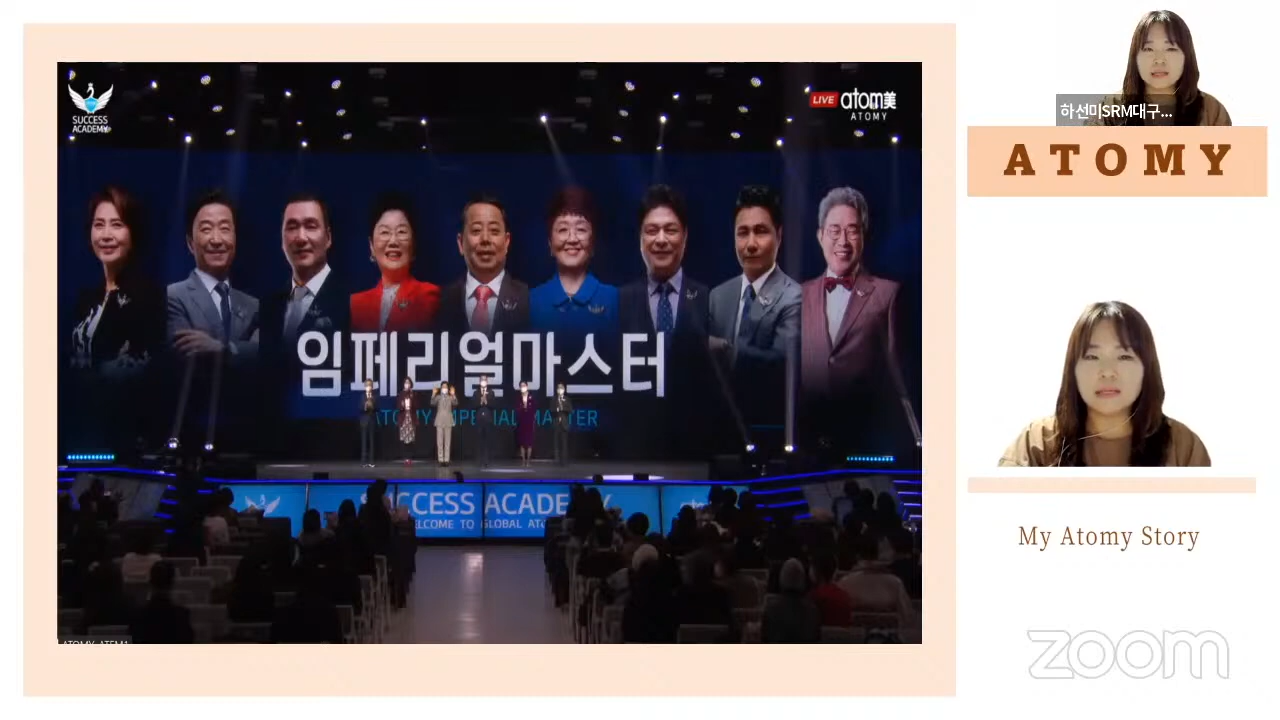 SUCCESS
ACADEMY
LIVE atom美
ATOMY
임페리얼마스터
ATOMY IMPERIAL MASTER
SUCCESS ACADEMY
WELCOME TO GLOBAL
하선미SRM대구...
ATOMY
My Atomy Story
zoom